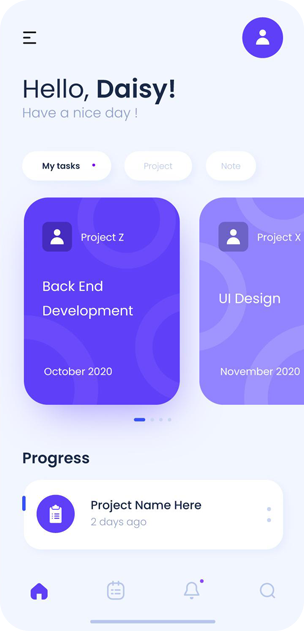 Hello, Daisy!
Have a nice day !
My tasks
Project
Note
Project Z
Back End
Development
October 2020
Project X
UI Design
November 2020
Progress
Project Name Here
2 days ago